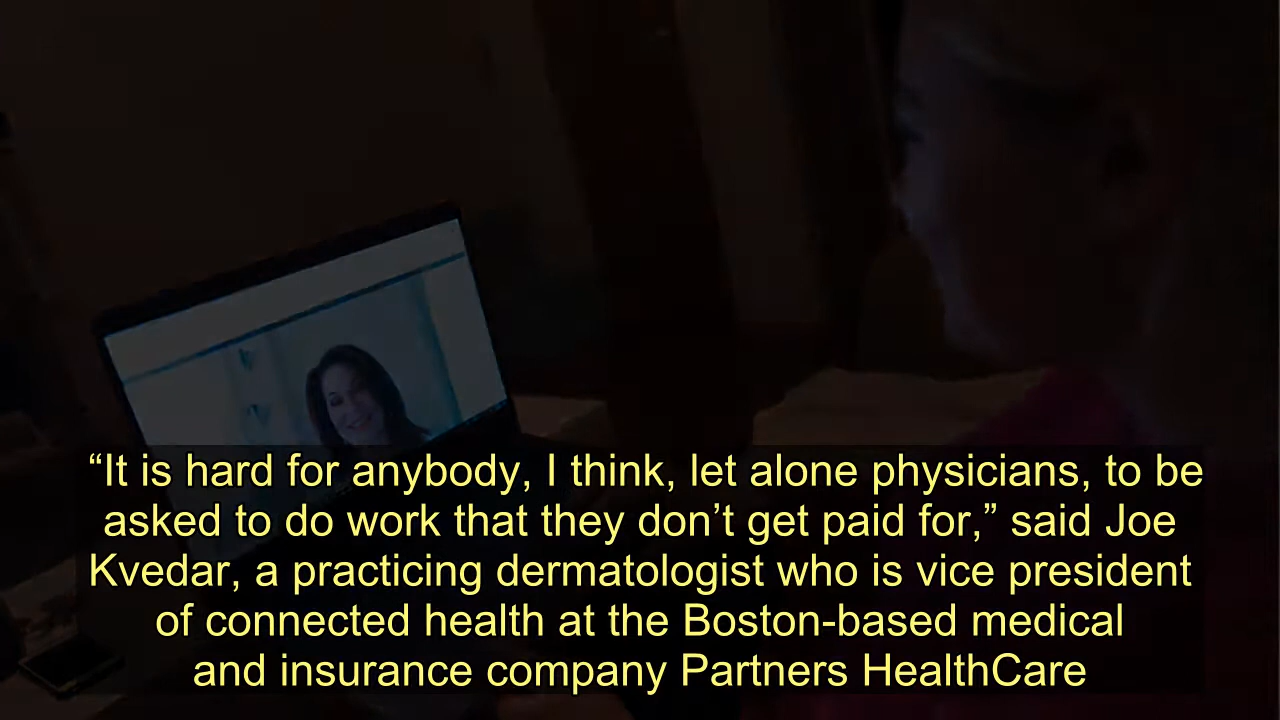 “It is hard for anybody, I think, let alone physicians, to be
asked to do work that they don’t get paid for,” said Joe
Kvedar, a practicing dermatologist who is vice president
of connected health at the Boston-based medical
and insurance company Partners HealthCare